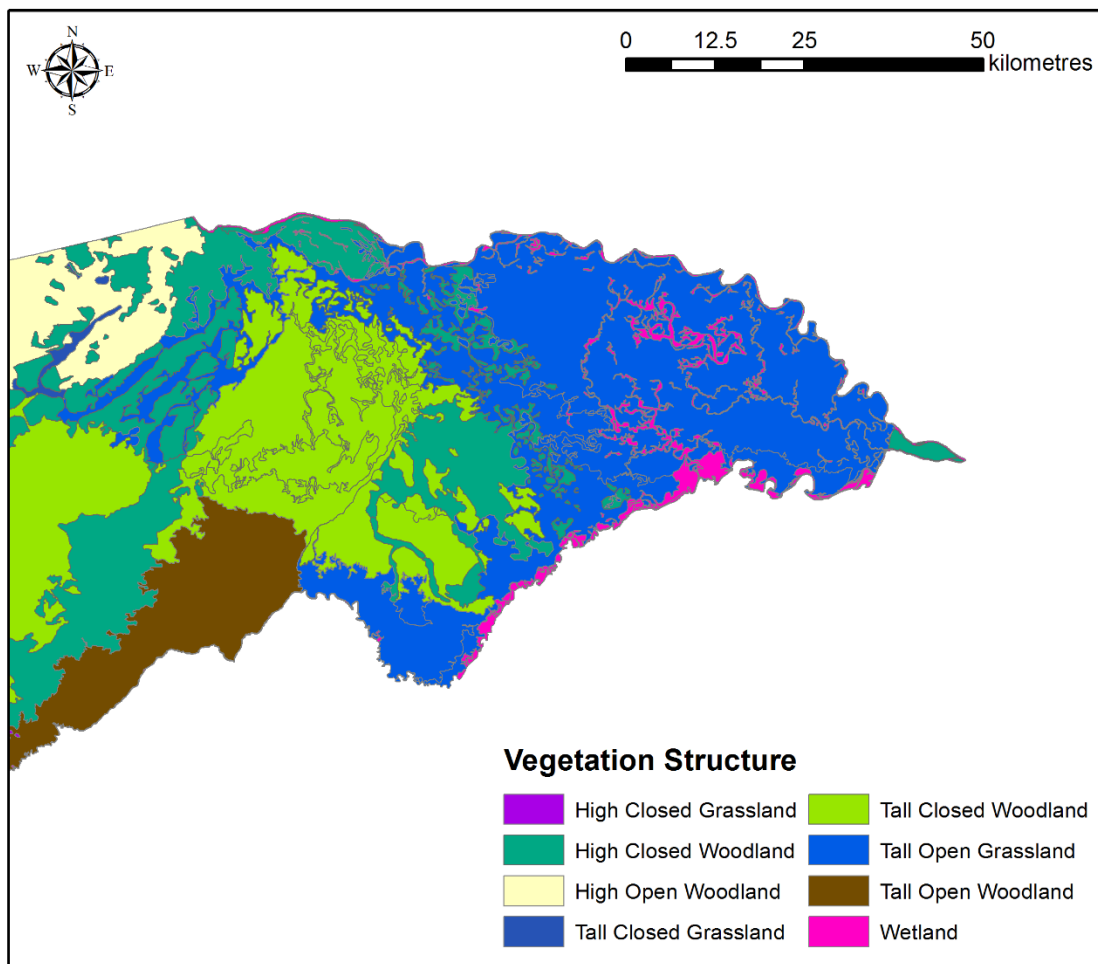 N
W E
S
0 12.5 25 50
kilometres
Vegetation Structure
High Closed Grassland
High Closed Woodland
High Open Woodland
Tall Closed Grassland
Tall Closed Woodland
Tall Open Grassland
Tall Open Woodland
Wetland